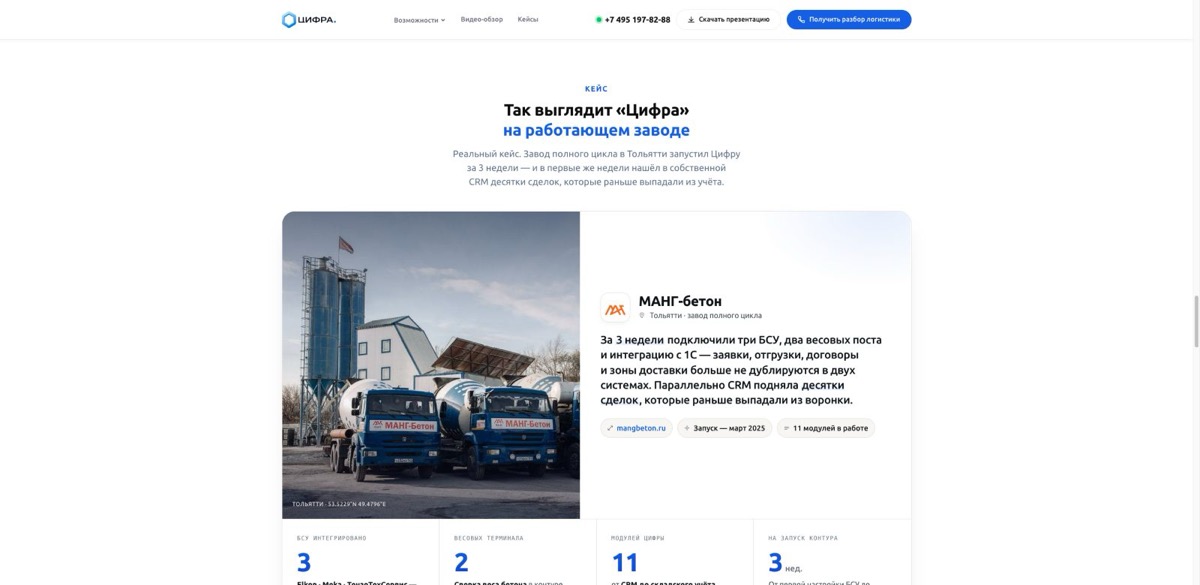 ЦИФРА.
Возможности
Видео-обзор
Кейсы
+7 495 197-82-88
Скачать презентацию
Получить разбор логистики
КЕЙС
Так выглядит «Цифра»
на работающем заводе
Реальный кейс. Завод полного цикла в Тольятти запустил Цифру
за 3 недели — и в первые же недели нашёл в собственной
CRM десятки сделок, которые раньше выпадали из учёта.
МАНГ-Бетон
МАНГ-Бетон
ТОЛЬЯТТИ · 53.5229°N 49.4796°E
МАНГ-бетон
Тольятти · завод полного цикла
За 3 недели подключили три БСУ, два весовых поста
и интеграцию с 1С — заявки, отгрузки, договоры
и зоны доставки больше не дублируются в двух
системах. Параллельно CRM подняла десятки
сделок, которые раньше выпадали из воронки.
mangbeton.ru
Запуск — март 2025
11 модулей в работе
БСУ ИНТЕГРИРОВАНО
3
ВЕСОВЫХ ТЕРМИНАЛА
2
МОДУЛЕЙ ЦИФРЫ
11
от CRM до складского учёта
НА ЗАПУСК КОНТУРА
3 нед.